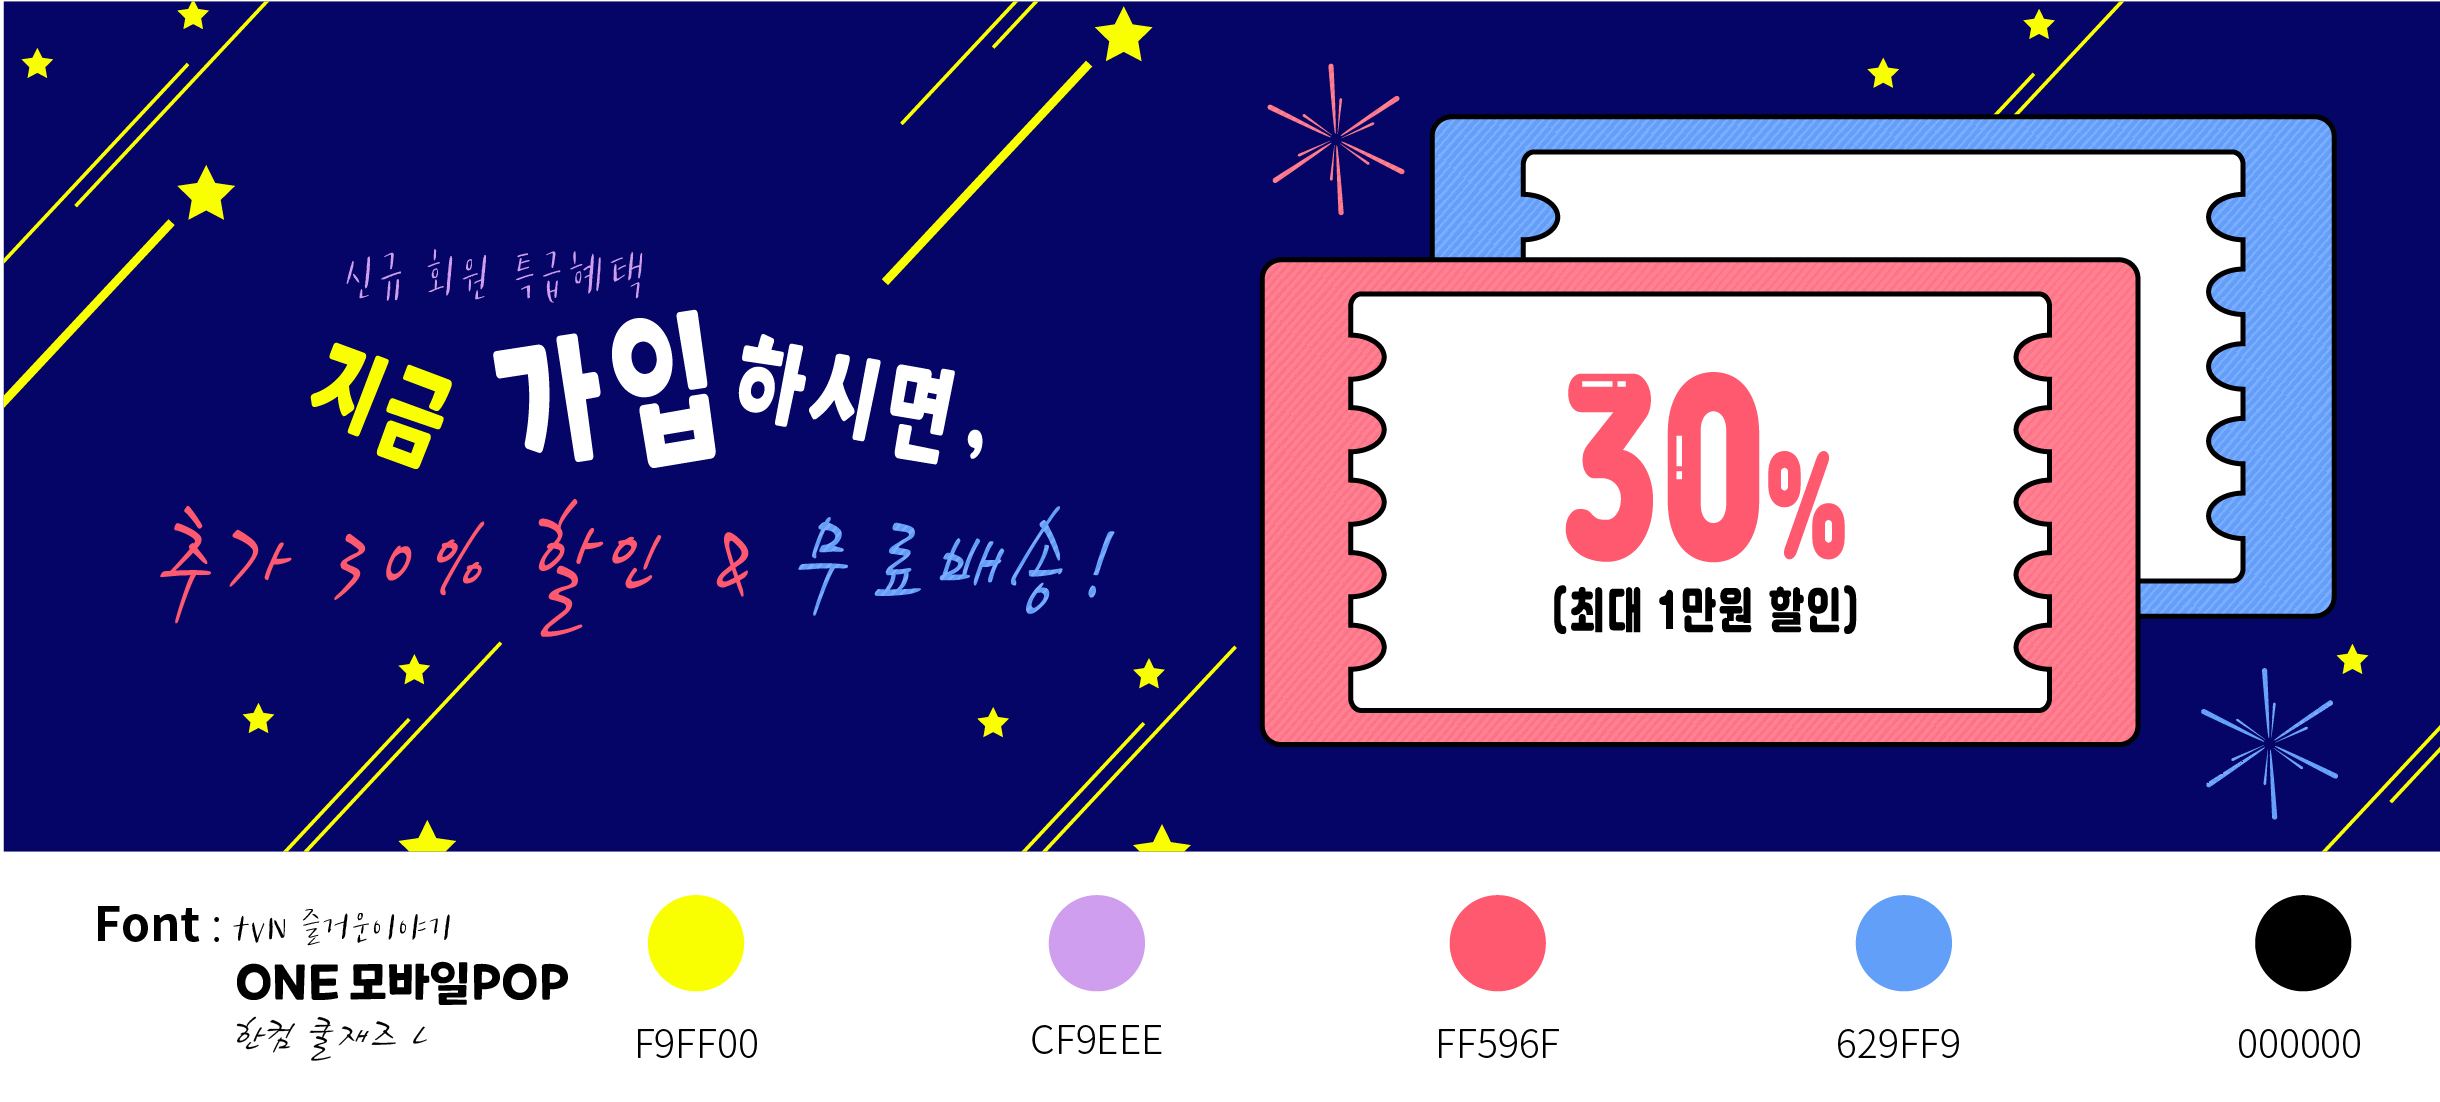 신규 회원 특급혜택
지금 가입하시면,
추가 30% 할인 & 무료배송!
30%
(최대 1만원 할인)
Font : tvN 즐거운이야기
ONE 모바일POP
한컴 쿨재즈 L
F9FF00
CF9EEE
FF596F
629FF9
000000